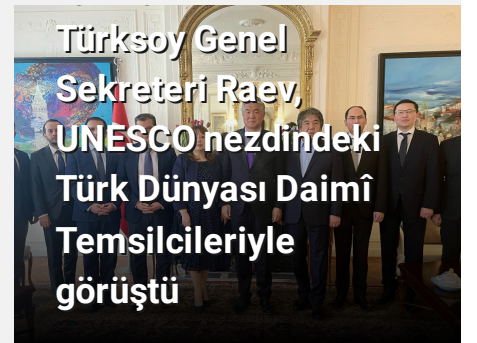 Türksoy Genel
Sekreteri Raev,
UNESCO nezdindeki
Türk Dünyası Daimî
Temsilcileriyle
görüştü